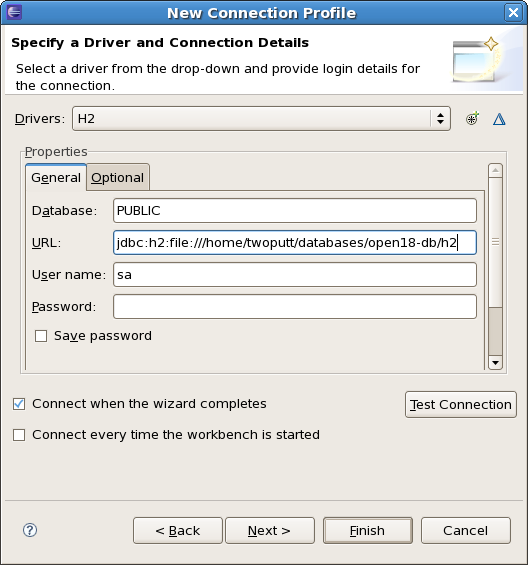 New Connection Profile
Specify a Driver and Connection Details
Select a driver from the drop-down and provide login details for
the connection.
Drivers: H2
Properties
General Optional
Database: PUBLIC
URL: jdbc:h2:file:///home/twoputt/databases/open18-db/h2
User name: sa
Password:
Save password
Connect when the wizard completes
Test Connection
Connect every time the workbench is started
? < Back Next > Finish Cancel